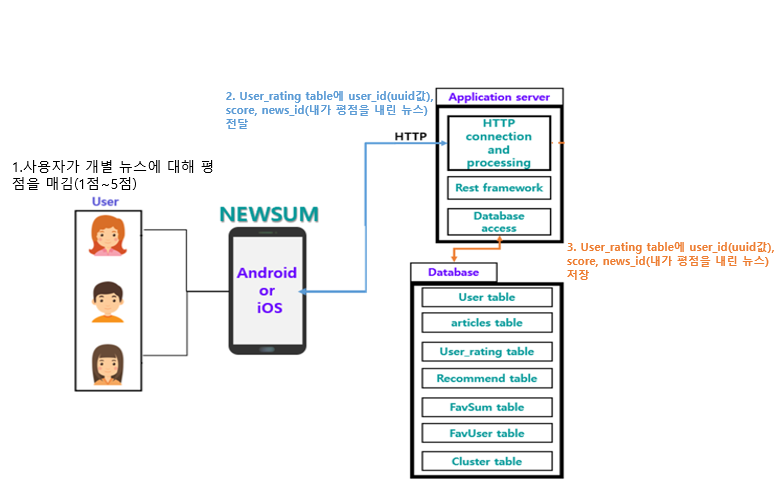 2. User_rating table에 user_id(uuid값),
score, news_id(내가 평점을 내린 뉴스)
전달
Application server
HTTP
HTTP
connection
and
processing
1.사용자가 개별 뉴스에 대해 평
점을 매김(1점~5점)
Rest framework
User
NEWSUM
Database
access
3. User_rating table에 user_id(uuid값),
score, news_id(내가 평점을 내린 뉴스)
저장
Android
or
iOS
Database
User table
articles table
User_rating table
Recommend table
FavSum table
FavUser table
Cluster table